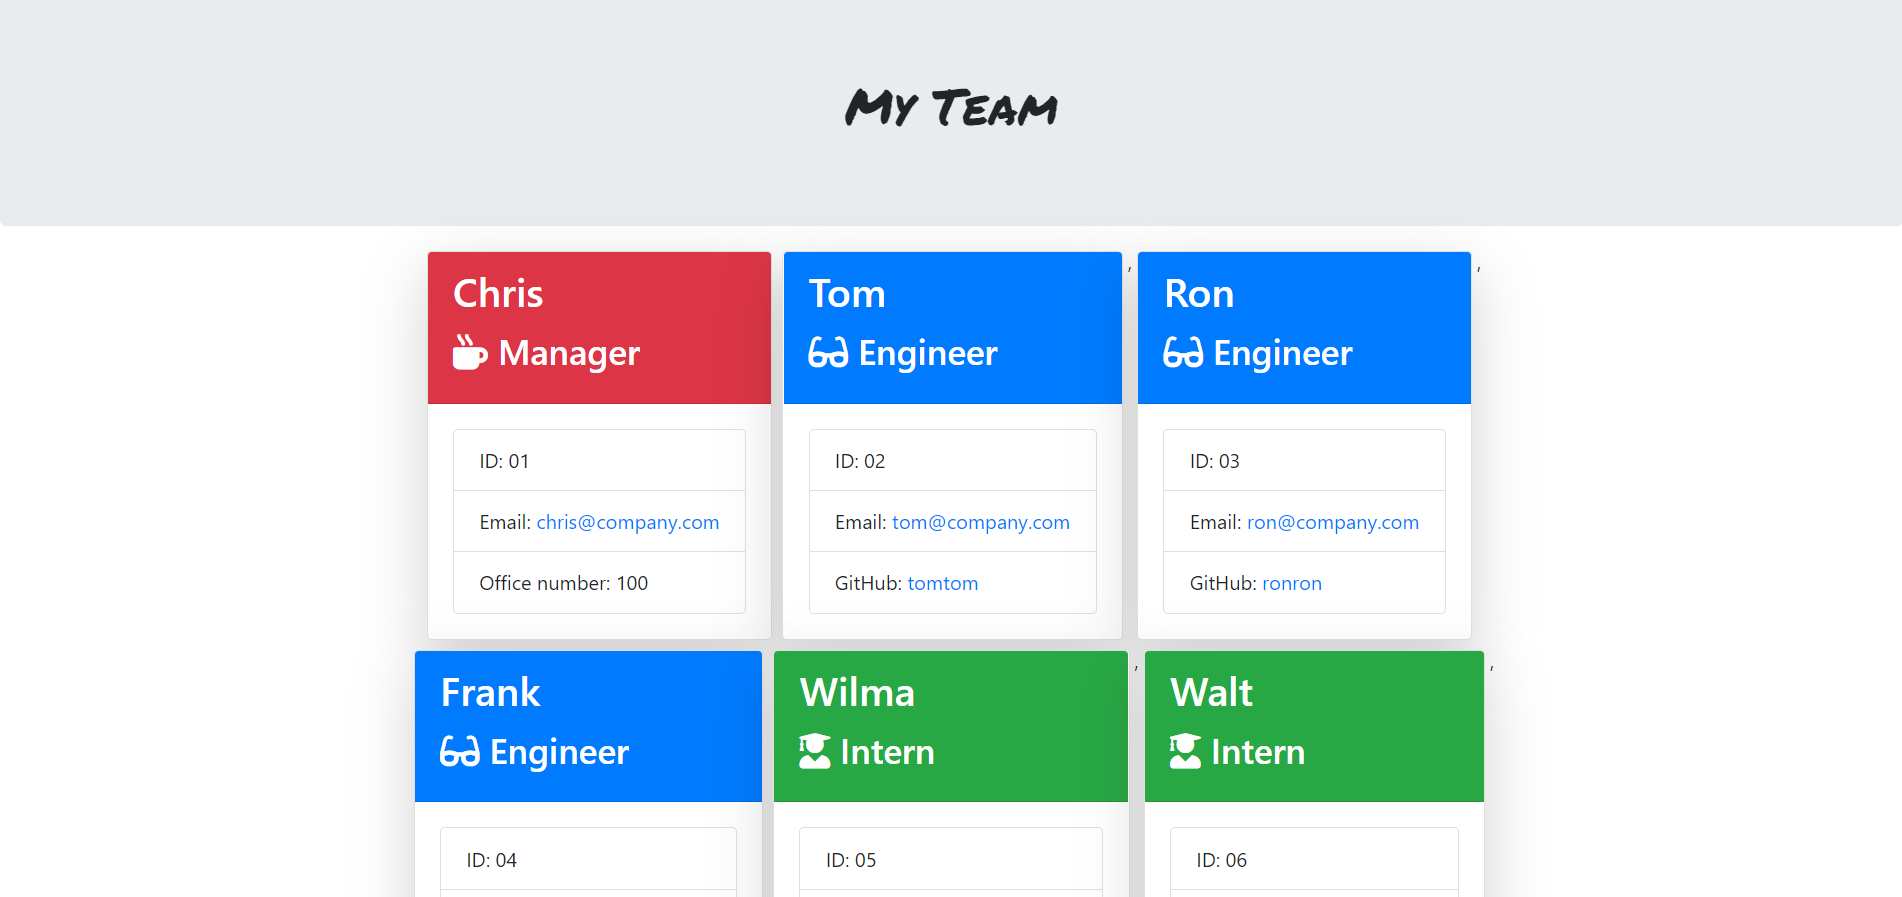 My Team
Chris
Manager
ID: 01
Email: chris@company.com
Office number: 100
Tom
Engineer
ID: 02
Email: tom@company.com
GitHub: tomtom
,
Ron
Engineer
ID: 03
Email: ron@company.com
GitHub: ronron
,
Frank
Engineer
ID: 04
Wilma
Intern
ID: 05
,
Walt
Intern
ID: 06
,